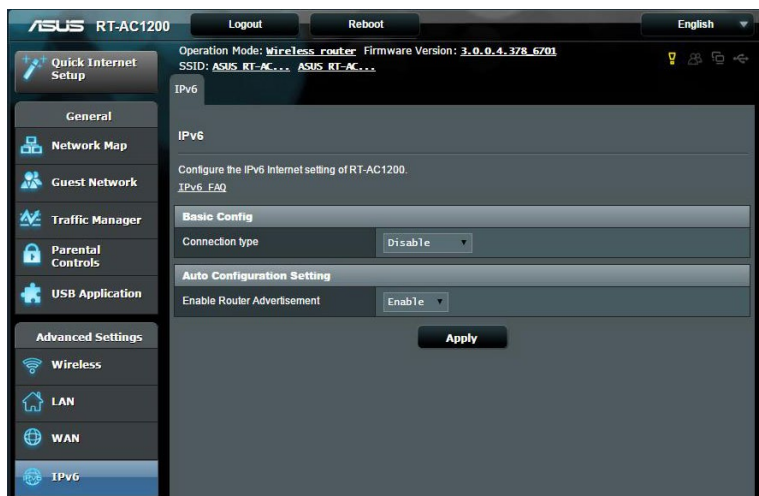 ASUS RT-AC1200 Logout Reboot English
Quick Internet Setup
Operation Mode: Wireless router Firmware Version: 3.0.0.4.378_6701
SSID: ASUS RT-AC... ASUS RT-AC...
IPv6
General
Network Map
Guest Network
Traffic Manager
Parental Controls
USB Application
Advanced Settings
Wireless
LAN
WAN
IPv6
IPv6
Configure the IPv6 Internet setting of RT-AC1200.
IPv6 FAQ
Basic Config
Connection type Disable
Auto Configuration Setting
Enable Router Advertisement Enable
Apply